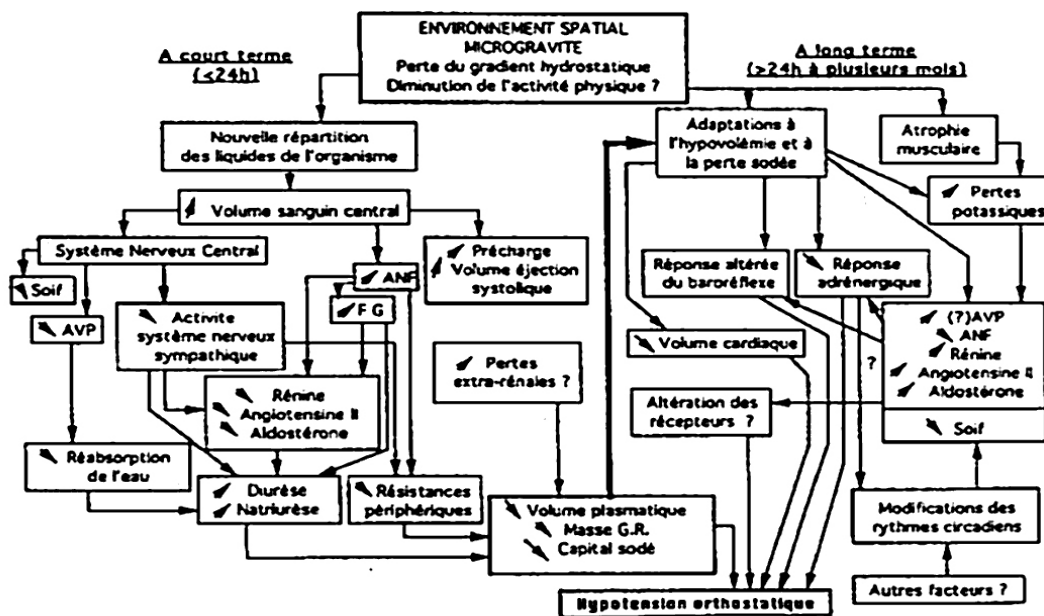 ENVIRONNEMENT SPATIAL
MICROGRAVITE
Perte du gradient hydrostatique
Diminution de l'activité physique ?
A court terme
(<24h)
A long terme
(>24h à plusieurs mois)
Nouvelle répartition
des liquides de l'organisme
Adaptations à
l'hypovolémie et à
la perte sodée
Atrophie
musculaire
Volume sanguin central
Pertes
potassiques
Système Nerveux Central
Précharge
Volume éjection
systolique
Soif
AVP
Activite
système nerveux
sympathique
ANF
FG
Réponse altérée
du baroréflexe
Réponse
adrénergique
(?)AVP
ANF
Rénine
Angiotensine II
Aldostérone
Soif
Volume cardiaque
?
Pertes
extra-rénales ?
Rénine
Angiotensine II
Aldostérone
Altération des
récepteurs ?
Réabsorption
de l'eau
Diurèse
Natriurèse
Résistances
périphériques
Volume plasmatique
Masse G.R.
Capital sodé
Modifications des
rythmes circadiens
Autres facteurs ?
Hypotension orthostatique